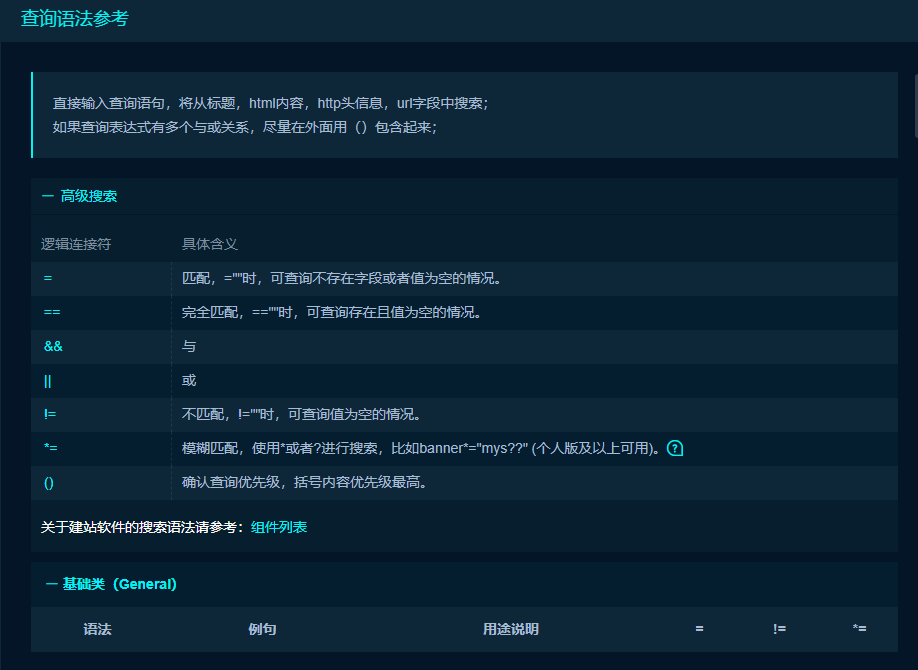 查询语法参考
直接输入查询语句，将从标题，html内容，http头信息，url字段中搜索；
如果查询表达式有多个与或关系，尽量在外面用（）包含起来；
一 高级搜索
逻辑连接符 具体含义
= 匹配，=""时，可查询不存在字段或者值为空的情况。
== 完全匹配，==""时，可查询存在且值为空的情况。
&& 与
|| 或
!= 不匹配，!=""时，可查询值为空的情况。
*= 模糊匹配，使用*或者?进行搜索，比如banner*="mys??" (个人版及以上可用)。 ?
() 确认查询优先级，括号内容优先级最高。
关于建站软件的搜索语法请参考：组件列表
一 基础类（General）
语法 例句 用途说明 = != *=